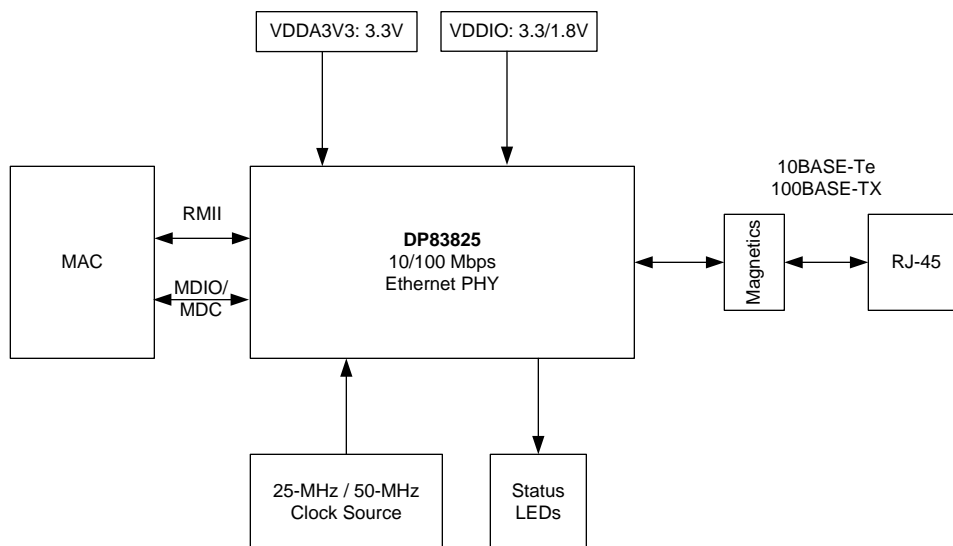 VDDA3V3: 3.3V
VDDIO: 3.3/1.8V
MAC
RMII
MDIO/
MDC
DP83825
10/100 Mbps
Ethernet PHY
10BASE-Te
100BASE-TX
Magnetics
RJ-45
25-MHz / 50-MHz
Clock Source
Status
LEDs